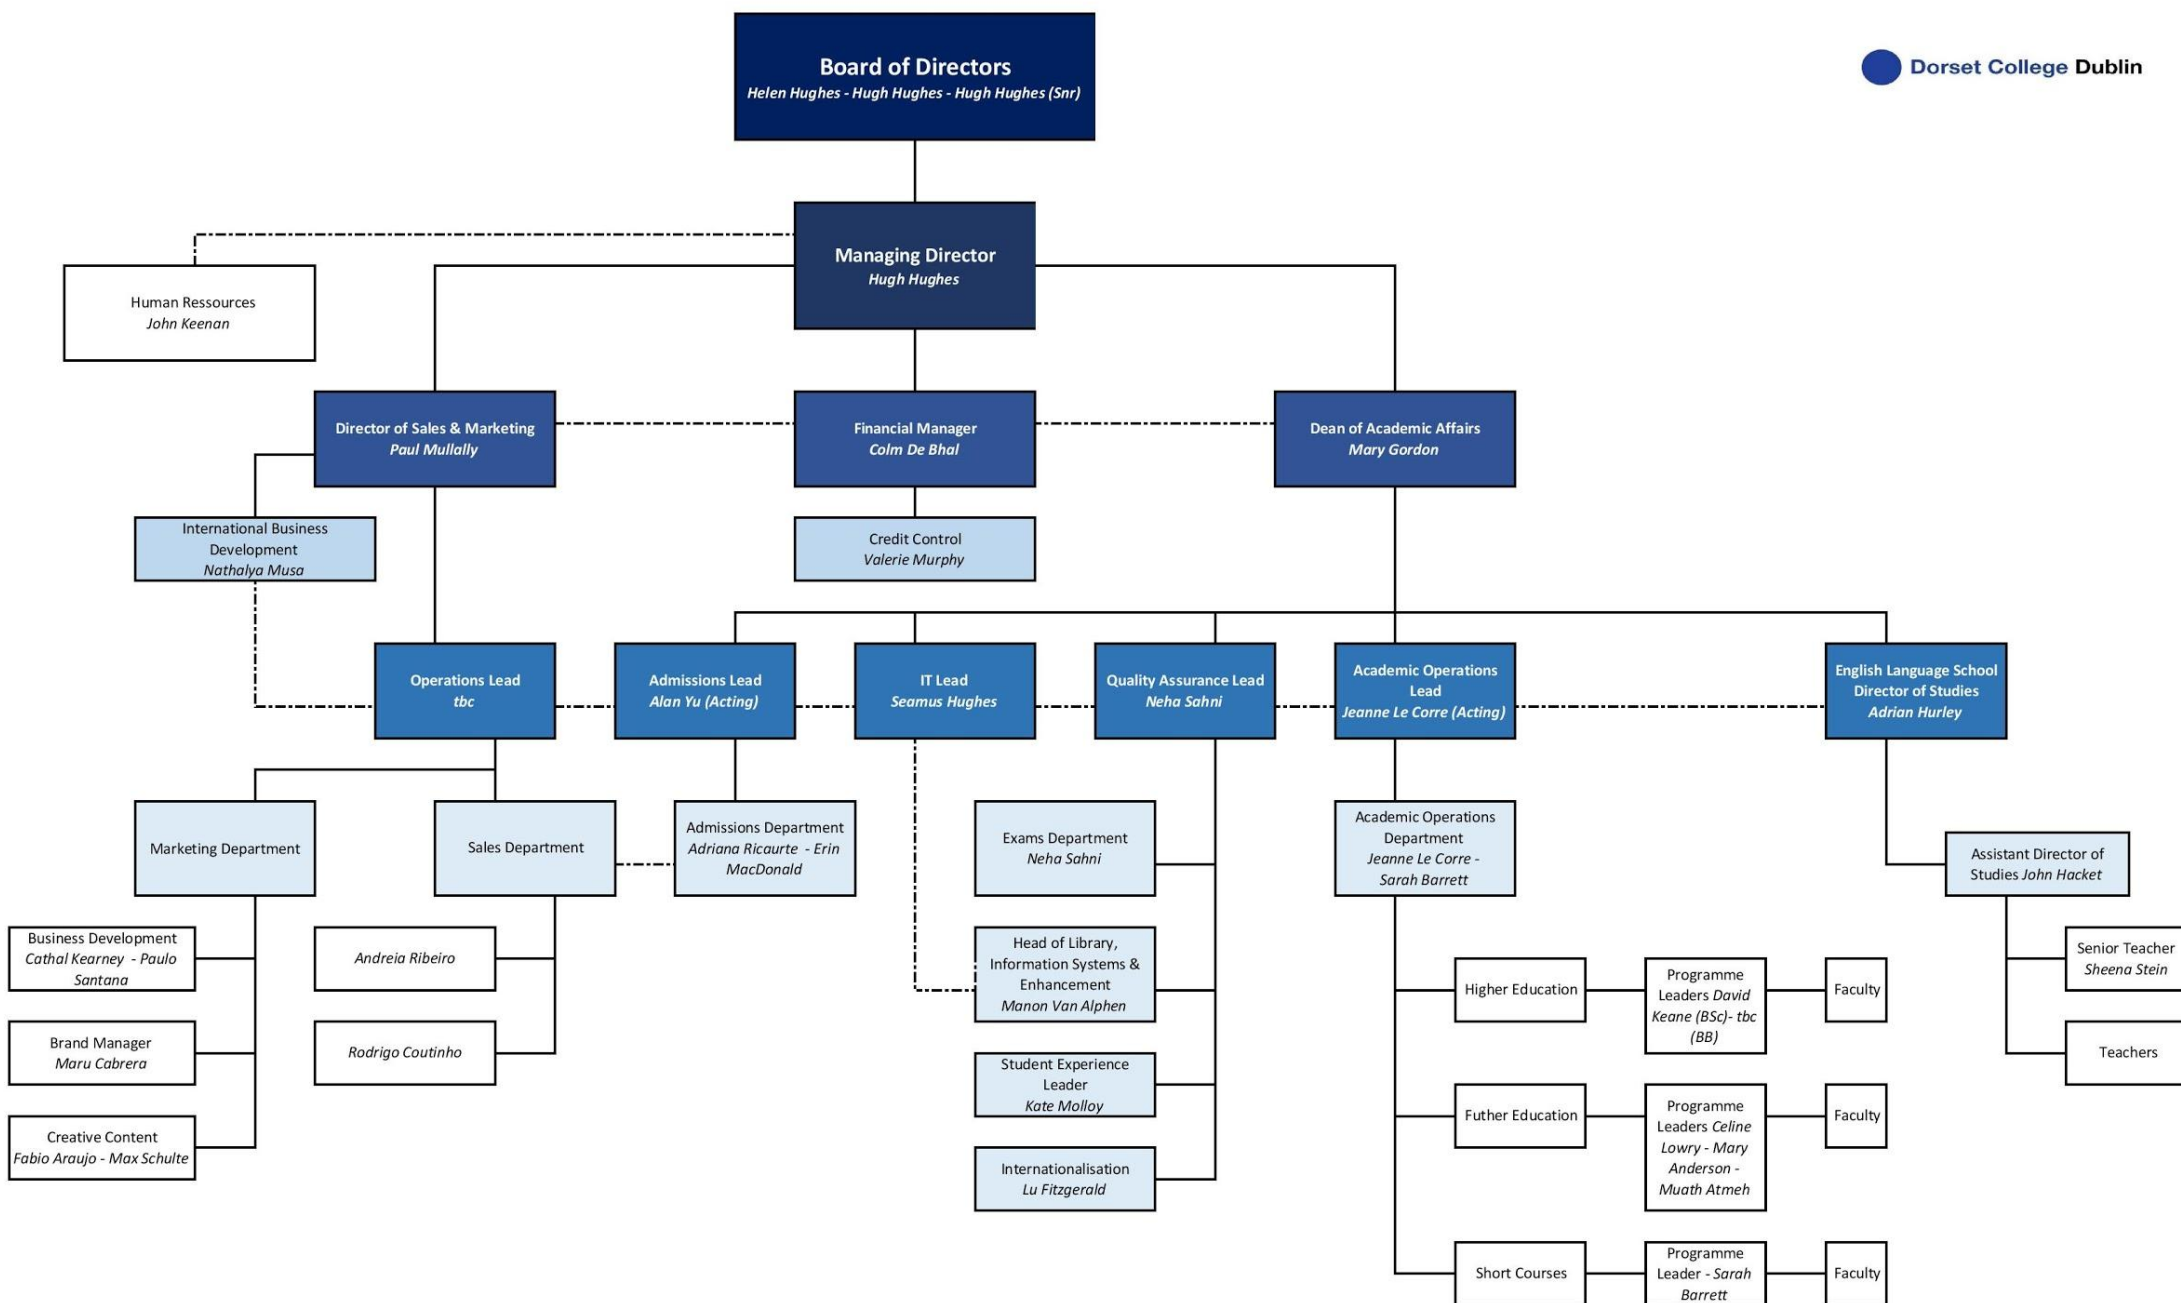 Board of Directors
Helen Hughes - Hugh Hughes - Hugh Hughes (Snr)
Dorset College Dublin
Managing Director
Hugh Hughes
Human Ressources
John Keenan
Director of Sales & Marketing
Paul Mullally
Financial Manager
Colm De Bhal
Dean of Academic Affairs
Mary Gordon
International Business
Development
Nathalya Musa
Credit Control
Valerie Murphy
Operations Lead
tbc
Admissions Lead
Alan Yu (Acting)
IT Lead
Seamus Hughes
Quality Assurance Lead
Neha Sahni
Academic Operations
Lead
Jeanne Le Corre (Acting)
English Language School
Director of Studies
Adrian Hurley
Marketing Department
Sales Department
Admissions Department
Adriana Ricaurte - Erin
MacDonald
Exams Department
Neha Sahni
Academic Operations
Department
Jeanne Le Corre -
Sarah Barrett
Assistant Director of
Studies John Hacket
Business Development
Cathal Kearney - Paulo
Santana
Andreia Ribeiro
Head of Library,
Information Systems &
Enhancement
Manon Van Alphen
Higher Education
Programme
Leaders David
Keane (BSc)- tbc
(BB)
Faculty
Senior Teacher
Sheena Stein
Brand Manager
Maru Cabrera
Rodrigo Coutinho
Student Experience
Leader
Kate Molloy
Teachers
Creative Content
Fabio Araujo - Max Schulte
Internationalisation
Lu Fitzgerald
Futher Education
Programme
Leaders Celine
Lowry - Mary
Anderson -
Muath Atmeh
Faculty
Short Courses
Programme
Leader - Sarah
Barrett
Faculty